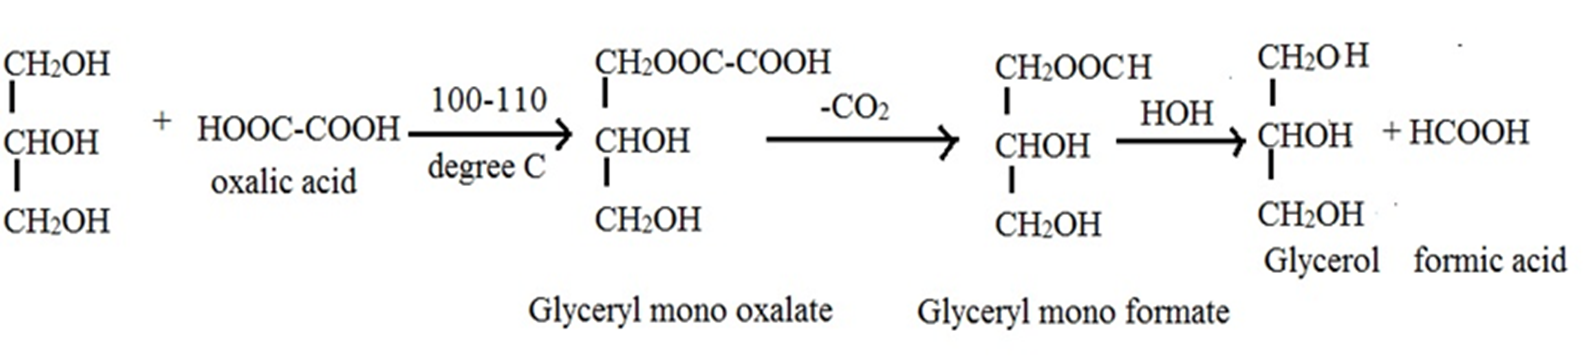 CH2OH
CHOH
CH2OH
+ HOOC-COOH
oxalic acid
100-110
degree C
CH2OOC-COOH
CHOH
CH2OH
Glyceryl mono oxalate
-CO2
CH2OOCH
CHOH
CH2OH
Glyceryl mono formate
HOH
CH2OH
CHOH + HCOOH
CH2OH
Glycerol formic acid